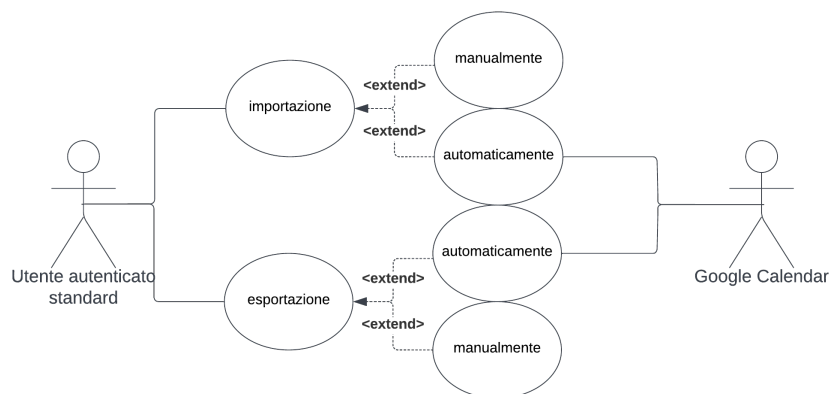 manualmente
<extend>
importazione
<extend>
automaticamente
automaticamente
Utente autenticato
standard
Google Calendar
<extend>
esportazione
<extend>
manualmente